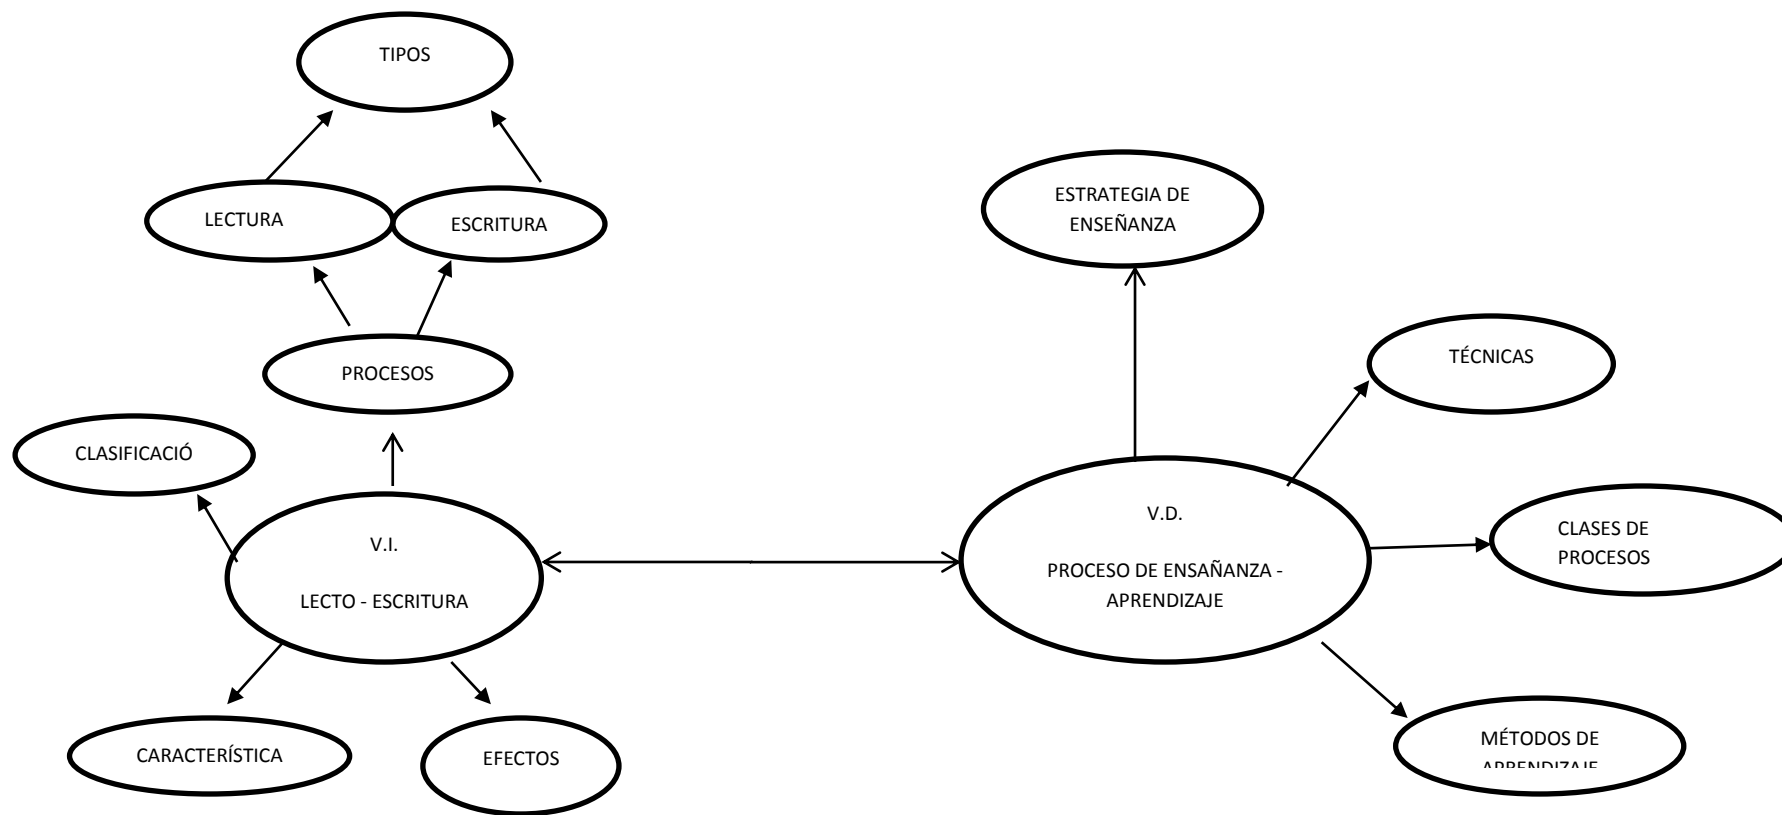 TIPOS
LECTURA
ESCRITURA
ESTRATEGIA DE
ENSEÑANZA
PROCESOS
TÉCNICAS
CLASIFICACIÓ
V.I.
LECTO - ESCRITURA
V.D.
PROCESO DE ENSAÑANZA -
APRENDIZAJE
CLASES DE
PROCESOS
CARACTERÍSTICA
EFECTOS
MÉTODOS DE
APRENDIZAJE